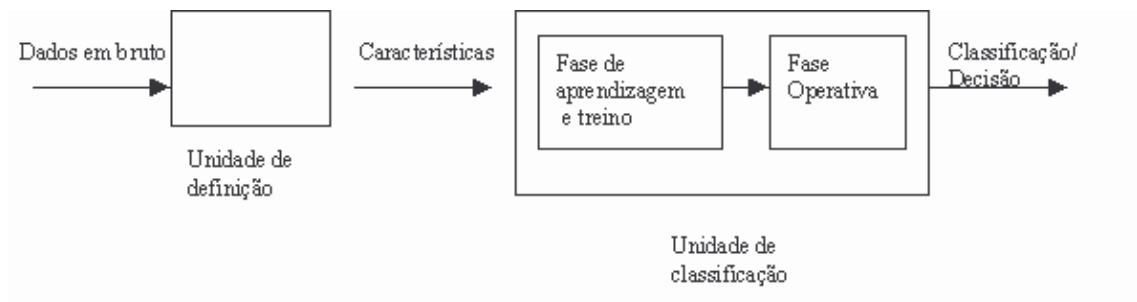 Dados em bruto
Unidade de
definição
Características
Fase de
aprendizagem
e treino
Fase
Operativa
Classificação/
Decisão
Unidade de
classificação